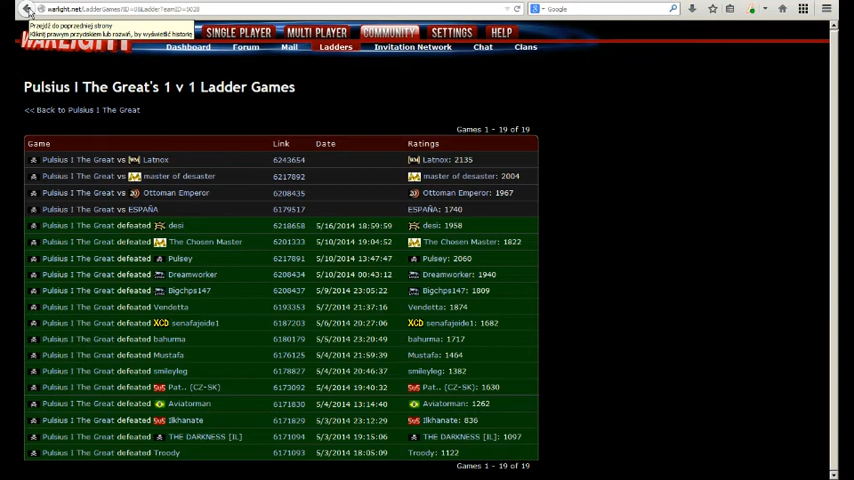 warlight.net/LadderGames?ID=0&LadderTeamID=5028
Google
Przejdź do poprzedniej strony
Kliknij prawym przyciskiem lub rozwiń, by wyświetlić historię
WARLIGHT
SINGLE PLAYER MULTI PLAYER COMMUNITY SETTINGS HELP
Dashboard Forum Mall Ladders Invitation Network Chat Clans
Pulsius I The Great's 1 v 1 Ladder Games
<< Back to Pulsius I The Great
Games 1 - 19 of 19
Game Link Date Ratings
Pulsius I The Great vs Latnox 6243654 Latnox: 2135
Pulsius I The Great vs master of desaster 6217892 master of desaster: 2004
Pulsius I The Great vs Ottoman Emperor 6208435 Ottoman Emperor: 1967
Pulsius I The Great vs ESPAÑA 6179517 ESPAÑA: 1740
Pulsius I The Great defeated desi 6218658 5/16/2014 18:59:59 desi: 1958
Pulsius I The Great defeated The Chosen Master 6201333 5/10/2014 19:04:52 The Chosen Master: 1822
Pulsius I The Great defeated Pulsey 6217891 5/10/2014 13:47:47 Pulsey: 2060
Pulsius I The Great defeated Dreamworker 6208434 5/10/2014 00:43:12 Dreamworker: 1940
Pulsius I The Great defeated Bigchps147 6208437 5/9/2014 23:05:22 Bigchps147: 1809
Pulsius I The Great defeated Vendetta 6193353 5/7/2014 21:37:16 Vendetta: 1874
Pulsius I The Great defeated XCD senafajeide1 6187203 5/6/2014 20:27:06 XCD senafajeide1: 1682
Pulsius I The Great defeated bahurma 6180179 5/5/2014 23:20:49 bahurma: 1717
Pulsius I The Great defeated Mustafa 6176125 5/4/2014 21:59:39 Mustafa: 1464
Pulsius I The Great defeated smileyleg 6178827 5/4/2014 20:46:37 smileyleg: 1382
Pulsius I The Great defeated Pat.. (CZ-SK) 6173092 5/4/2014 19:40:32 Pat.. (CZ-SK): 1630
Pulsius I The Great defeated Aviatorman 6171830 5/4/2014 13:14:40 Aviatorman: 1262
Pulsius I The Great defeated Ilkhanate 6171829 5/3/2014 23:12:29 Ilkhanate: 836
Pulsius I The Great defeated THE DARKNESS [IL] 6171094 5/3/2014 19:15:06 THE DARKNESS [IL]: 1097
Pulsius I The Great defeated Troody 6171093 5/3/2014 18:05:09 Troody: 1122
Games 1 - 19 of 19